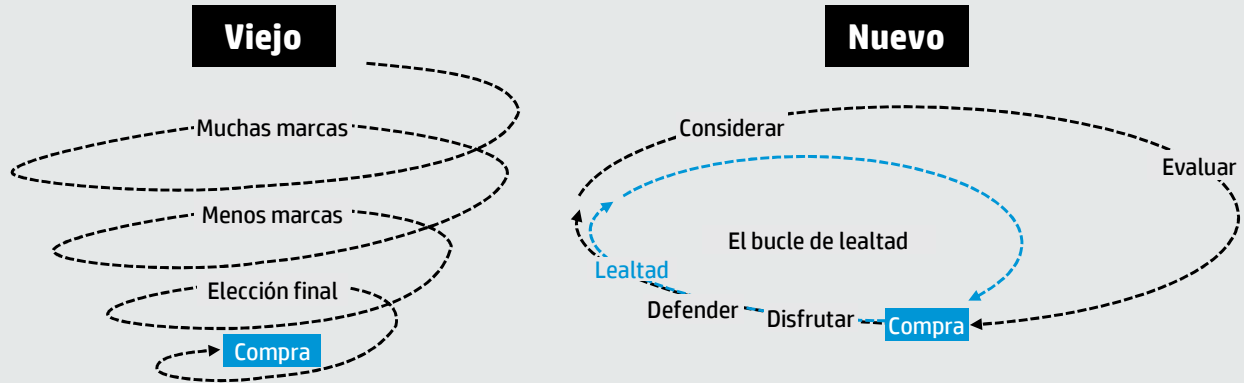 Viejo
Muchas marcas
Menos marcas
Elección final
Compra
Nuevo
Considerar
Evaluar
El bucle de lealtad
Lealtad
Defender
Disfrutar
Compra